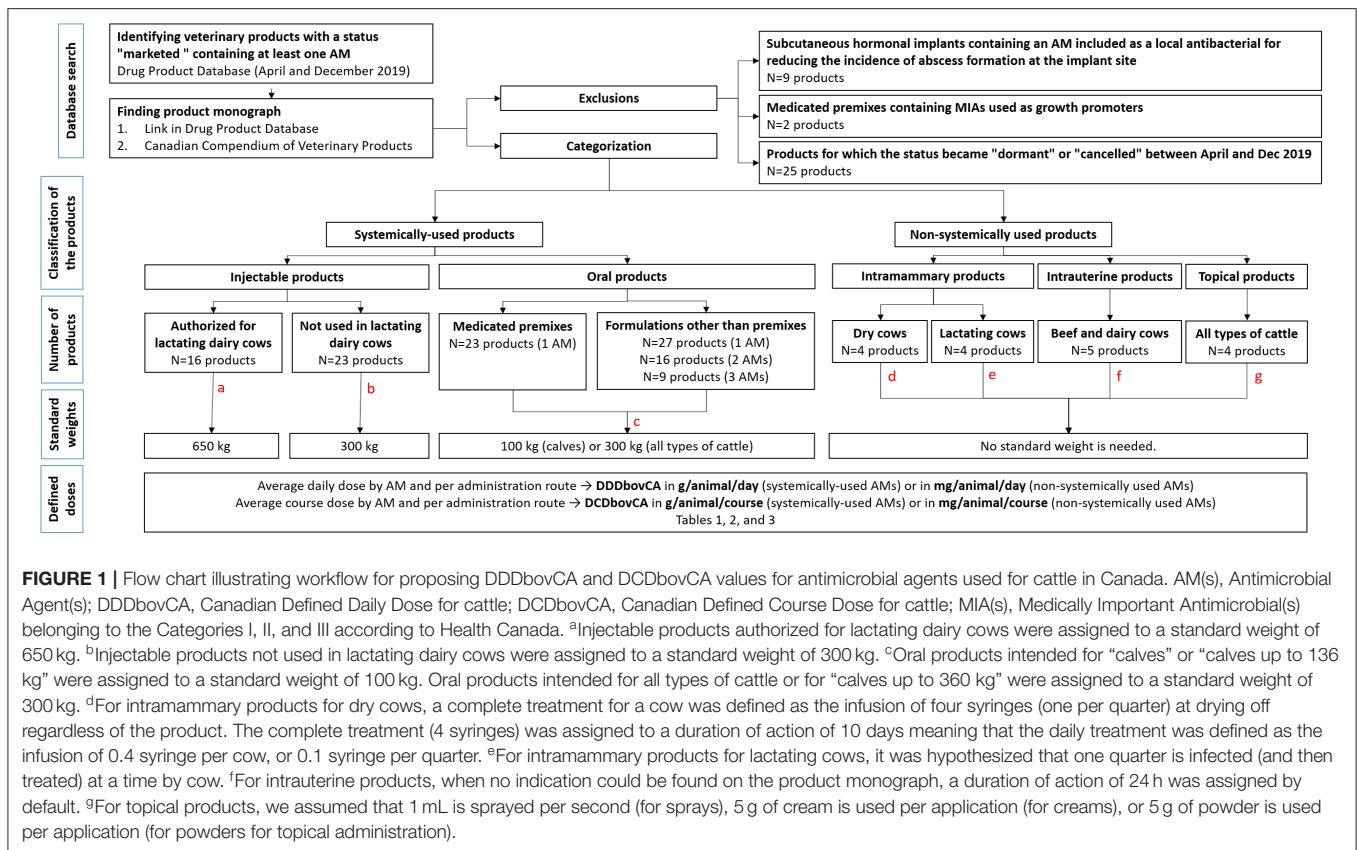 Database search
Identifying veterinary products with a status
"marketed " containing at least one AM
Drug Product Database (April and December 2019)
Finding product monograph
1. Link in Drug Product Database
2. Canadian Compendium of Veterinary Products
Exclusions
Categorization
Subcutaneous hormonal implants containing an AM included as a local antibacterial for
reducing the incidence of abscess formation at the implant site
N=9 products
Medicated premixes containing MIAs used as growth promoters
N=2 products
Products for which the status became "dormant" or "cancelled" between April and Dec 2019
N=25 products
Classification of
the products
Systemically-used products
Non-systemically used products
Injectable products
Oral products
Intramammary products
Intrauterine products
Topical products
Number of
products
Authorized for
lactating dairy cows
N=16 products
Not used in lactating
dairy cows
N=23 products
Medicated premixes
N=23 products (1 AM)
Formulations other than premixes
N=27 products (1 AM)
N=16 products (2 AMs)
N=9 products (3 AMs)
Dry cows
N=4 products
Lactating cows
N=4 products
Beef and dairy cows
N=5 products
All types of cattle
N=4 products
a
b
c
d
e
f
g
Standard
weights
650 kg
300 kg
100 kg (calves) or 300 kg (all types of cattle)
No standard weight is needed.
Defined
doses
Average daily dose by AM and per administration route → DDDbovCA in g/animal/day (systemically-used AMs) or in mg/animal/day (non-systemically used AMs)
Average course dose by AM and per administration route → DCDbovCA in g/animal/course (systemically-used AMs) or in mg/animal/course (non-systemically used AMs)
Tables 1, 2, and 3
FIGURE 1 | Flow chart illustrating workflow for proposing DDDbovCA and DCDbovCA values for antimicrobial agents used for cattle in Canada. AM(s), Antimicrobial
Agent(s); DDDbovCA, Canadian Defined Daily Dose for cattle; DCDbovCA, Canadian Defined Course Dose for cattle; MIA(s), Medically Important Antimicrobial(s)
belonging to the Categories I, II, and III according to Health Canada. aInjectable products authorized for lactating dairy cows were assigned to a standard weight of
650 kg. bInjectable products not used in lactating dairy cows were assigned to a standard weight of 300 kg. cOral products intended for “calves” or “calves up to 136
kg” were assigned to a standard weight of 100 kg. Oral products intended for all types of cattle or for “calves up to 360 kg” were assigned to a standard weight of
300 kg. dFor intramammary products for dry cows, a complete treatment for a cow was defined as the infusion of four syringes (one per quarter) at drying off
regardless of the product. The complete treatment (4 syringes) was assigned to a duration of action of 10 days meaning that the daily treatment was defined as the
infusion of 0.4 syringe per cow, or 0.1 syringe per quarter. eFor intramammary products for lactating cows, it was hypothesized that one quarter is infected (and then
treated) at a time by cow. fFor intrauterine products, when no indication could be found on the product monograph, a duration of action of 24 h was assigned by
default. gFor topical products, we assumed that 1 mL is sprayed per second (for sprays), 5 g of cream is used per application (for creams), or 5 g of powder is used
per application (for powders for topical administration).